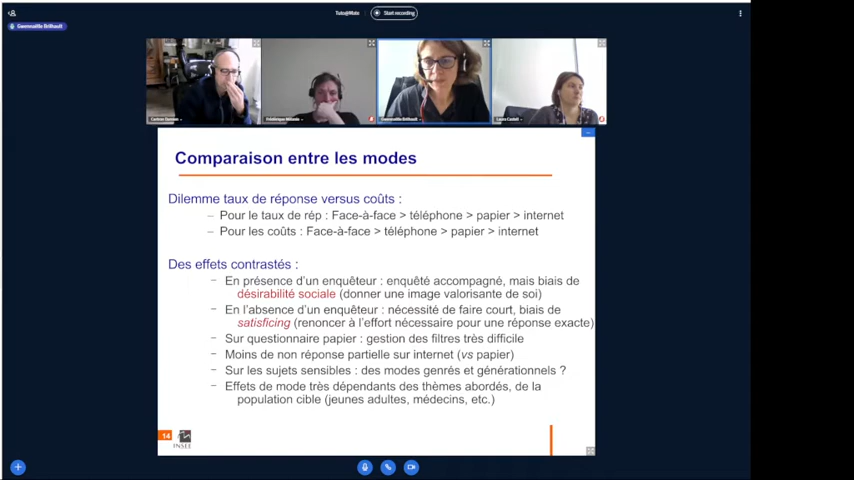 Tuto@Mate
Start recording
Gwennaëlle Brilhault
Gwennaëlle Brilhault
Laura Castell
Comparaison entre les modes
Dilemme taux de réponse versus coûts :
– Pour le taux de rép : Face-à-face > téléphone > papier > internet
– Pour les coûts : Face-à-face > téléphone > papier > internet
Des effets contrastés :
− En présence d'un enquêteur : enquêté accompagné, mais biais de
désirabilité sociale (donner une image valorisante de soi)
− En l'absence d'un enquêteur : nécessité de faire court, biais de
satisficing (renoncer à l'effort nécessaire pour une réponse exacte)
− Sur questionnaire papier : gestion des filtres très difficile
− Moins de non réponse partielle sur internet (vs papier)
− Sur les sujets sensibles : des modes genrés et générationnels ?
− Effets de mode très dépendants des thèmes abordés, de la
population cible (jeunes adultes, médecins, etc.)
14
INSEE